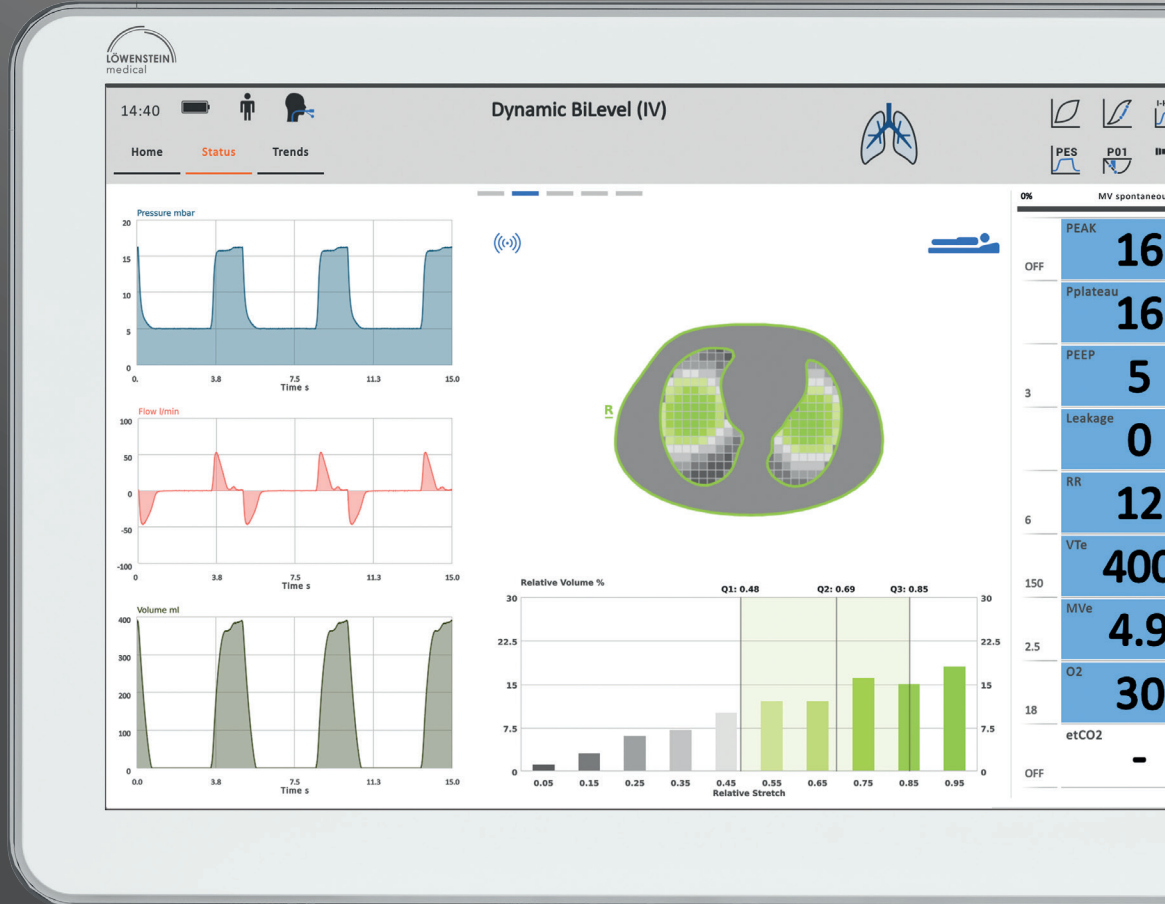 LÖWENSTEIN
medical
14:40
Dynamic BiLevel (IV)
Home Status Trends
PES P01
0% MV spontaneou
Pressure mbar
20
15
10
5
0
0. 3.8 7.5 11.3 15.0
Time s
Flow l/min
100
50
0
-50
-100
0 3.8 7.5 11.3 15.0
Time s
Volume ml
400
300
200
100
0
0.0 3.8 7.5 11.3 15.0
Time s
R
Relative Volume %
Q1: 0.48 Q2: 0.69 Q3: 0.85
30 30
22.5 22.5
15 15
7.5 7.5
0 0
0.05 0.15 0.25 0.35 0.45 0.55 0.65 0.75 0.85 0.95
Relative Stretch
PEAK
OFF 16
Pplateau
16
PEEP
3 5
Leakage
0
RR
6 12
VTe
150 400
MVe
2.5 4.9
O2
18 30
etCO2
OFF -